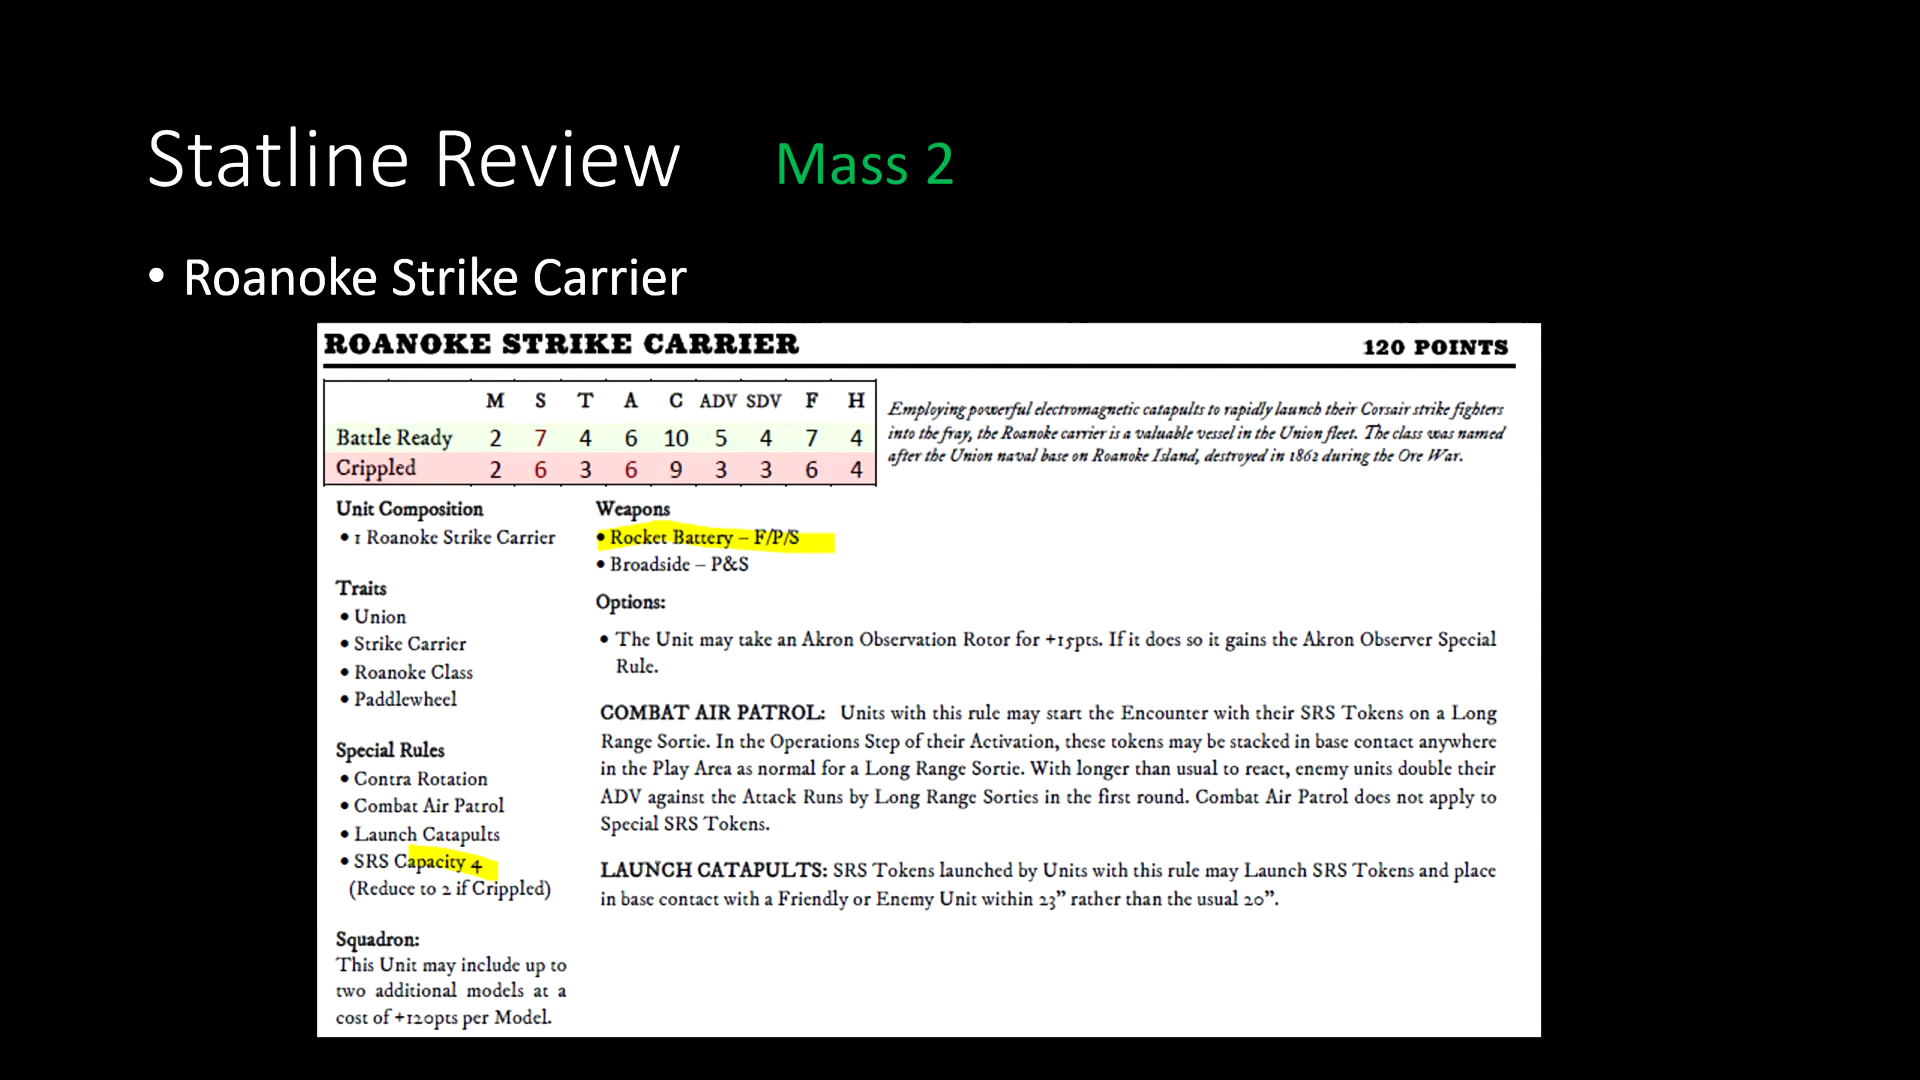 Statline Review Mass 2
• Roanoke Strike Carrier
ROANOKE STRIKE CARRIER 120 POINTS
M S T A C ADV SDV F H
Battle Ready 2 7 4 6 10 5 4 7 4
Crippled 2 6 3 6 9 3 3 6 4
Employing powerful electromagnetic catapults to rapidly launch their Corsair strike fighters
into the fray, the Roanoke carrier is a valuable vessel in the Union fleet. The class was named
after the Union naval base on Roanoke Island, destroyed in 1862 during the Ore War.
Unit Composition
• 1 Roanoke Strike Carrier
Traits
• Union
• Strike Carrier
• Roanoke Class
• Paddlewheel
Special Rules
• Contra Rotation
• Combat Air Patrol
• Launch Catapults
• SRS Capacity 4
(Reduce to 2 if Crippled)
Squadron:
This Unit may include up to
two additional models at a
cost of +120pts per Model.
Weapons
• Rocket Battery – F/P/S
• Broadside – P&S
Options:
• The Unit may take an Akron Observation Rotor for +15pts. If it does so it gains the Akron Observer Special
Rule.
COMBAT AIR PATROL: Units with this rule may start the Encounter with their SRS Tokens on a Long
Range Sortie. In the Operations Step of their Activation, these tokens may be stacked in base contact anywhere
in the Play Area as normal for a Long Range Sortie. With longer than usual to react, enemy units double their
ADV against the Attack Runs by Long Range Sorties in the first round. Combat Air Patrol does not apply to
Special SRS Tokens.
LAUNCH CATAPULTS: SRS Tokens launched by Units with this rule may Launch SRS Tokens and place
in base contact with a Friendly or Enemy Unit within 23” rather than the usual 20”.